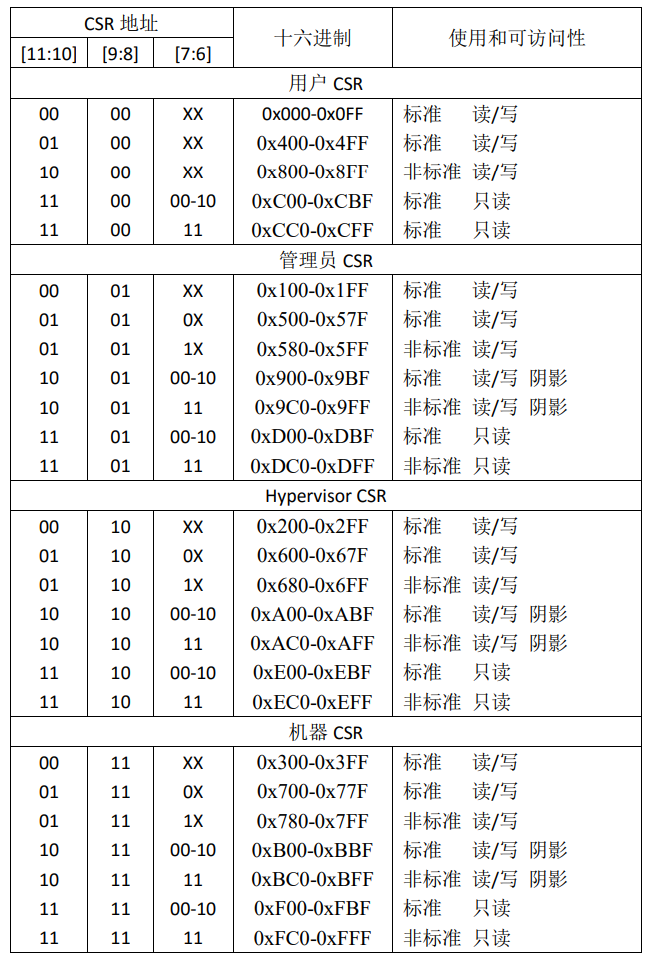 CSR 地址 十六进制 使用和可访问性
[11:10] [9:8] [7:6]
用户 CSR
00 00 XX 0x000-0x0FF 标准 读/写
01 00 XX 0x400-0x4FF 标准 读/写
10 00 XX 0x800-0x8FF 非标准 读/写
11 00 00-10 0xC00-0xCBF 标准 只读
11 00 11 0xCC0-0xCFF 标准 只读
管理员 CSR
00 01 XX 0x100-0x1FF 标准 读/写
01 01 0X 0x500-0x57F 标准 读/写
01 01 1X 0x580-0x5FF 非标准 读/写
10 01 00-10 0x900-0x9BF 标准 读/写 阴影
10 01 11 0x9C0-0x9FF 非标准 读/写 阴影
11 01 00-10 0xD00-0xDBF 标准 只读
11 01 11 0xDC0-0xDFF 非标准 只读
Hypervisor CSR
00 10 XX 0x200-0x2FF 标准 读/写
01 10 0X 0x600-0x67F 标准 读/写
01 10 1X 0x680-0x6FF 非标准 读/写
10 10 00-10 0xA00-0xABF 标准 读/写 阴影
10 10 11 0xAC0-0xAFF 非标准 读/写 阴影
11 10 00-10 0xE00-0xEBF 标准 只读
11 10 11 0xEC0-0xEFF 非标准 只读
机器 CSR
00 11 XX 0x300-0x3FF 标准 读/写
01 11 0X 0x700-0x77F 标准 读/写
01 11 1X 0x780-0x7FF 非标准 读/写
10 11 00-10 0xB00-0xBBF 标准 读/写 阴影
10 11 11 0xBC0-0xBFF 非标准 读/写 阴影
11 11 00-10 0xF00-0xFBF 标准 只读
11 11 11 0xFC0-0xFFF 非标准 只读